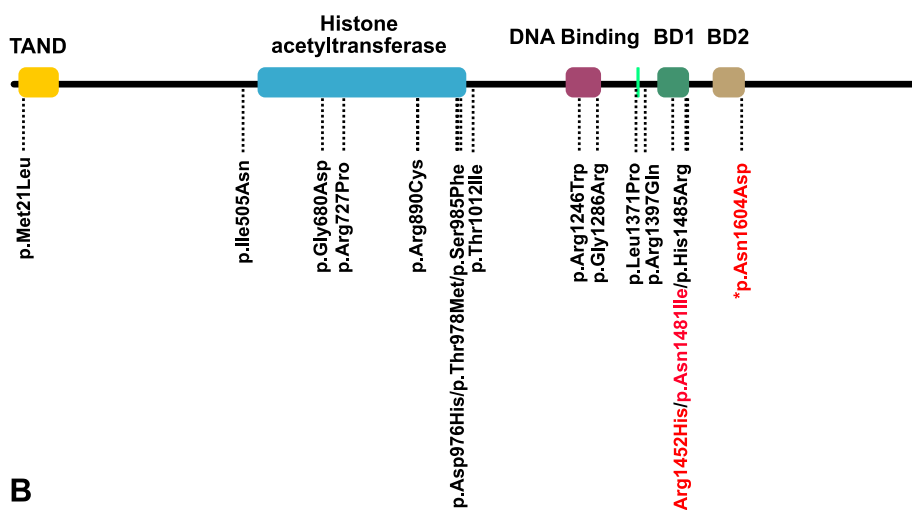 Histone
acetyltransferase
TAND
DNA Binding
BD1
BD2
p.Met21Leu
p.Ile505Asn
p.Gly680Asp
p.Arg727Pro
p.Arg890Cys
p.Asp976His/p.Thr978Met/p.Ser985Phe
p.Thr1012Ile
p.Arg1246Trp
p.Gly1286Arg
p.Leu1371Pro
p.Arg1397Gln
Arg1452His/p.Asn1481Ile/p.His1485Arg
*p.Asn1604Asp
B